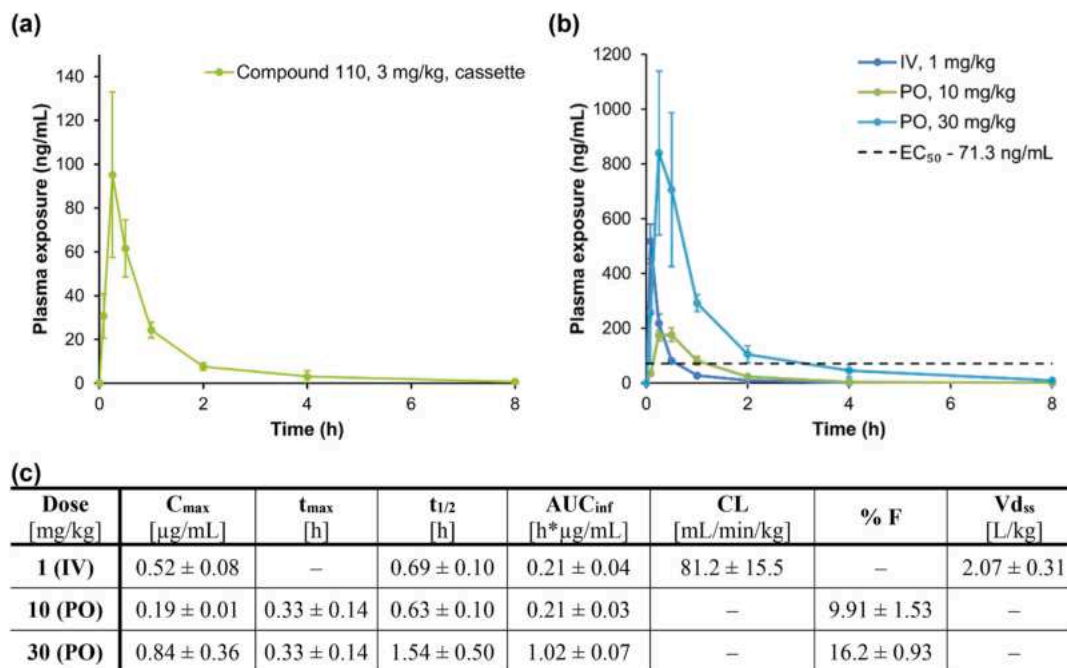 (a)
140
120
100
80
60
40
20
0
Plasma exposure (ng/mL)
Compound 110, 3 mg/kg, cassette
0 2 4 6 8
Time (h)
(b)
1200
1000
800
600
400
200
0
Plasma exposure (ng/mL)
IV, 1 mg/kg
PO, 10 mg/kg
PO, 30 mg/kg
EC₅₀ - 71.3 ng/mL
0 2 4 6 8
Time (h)
(c)
Dose Cmax tmax t1/2 AUCinf CL % F Vdss
[mg/kg] [µg/mL] [h] [h] [h*µg/mL] [mL/min/kg] [L/kg]
1 (IV) 0.52 ± 0.08 – 0.69 ± 0.10 0.21 ± 0.04 81.2 ± 15.5 – 2.07 ± 0.31
10 (PO) 0.19 ± 0.01 0.33 ± 0.14 0.63 ± 0.10 0.21 ± 0.03 – 9.91 ± 1.53 –
30 (PO) 0.84 ± 0.36 0.33 ± 0.14 1.54 ± 0.50 1.02 ± 0.07 – 16.2 ± 0.93 –